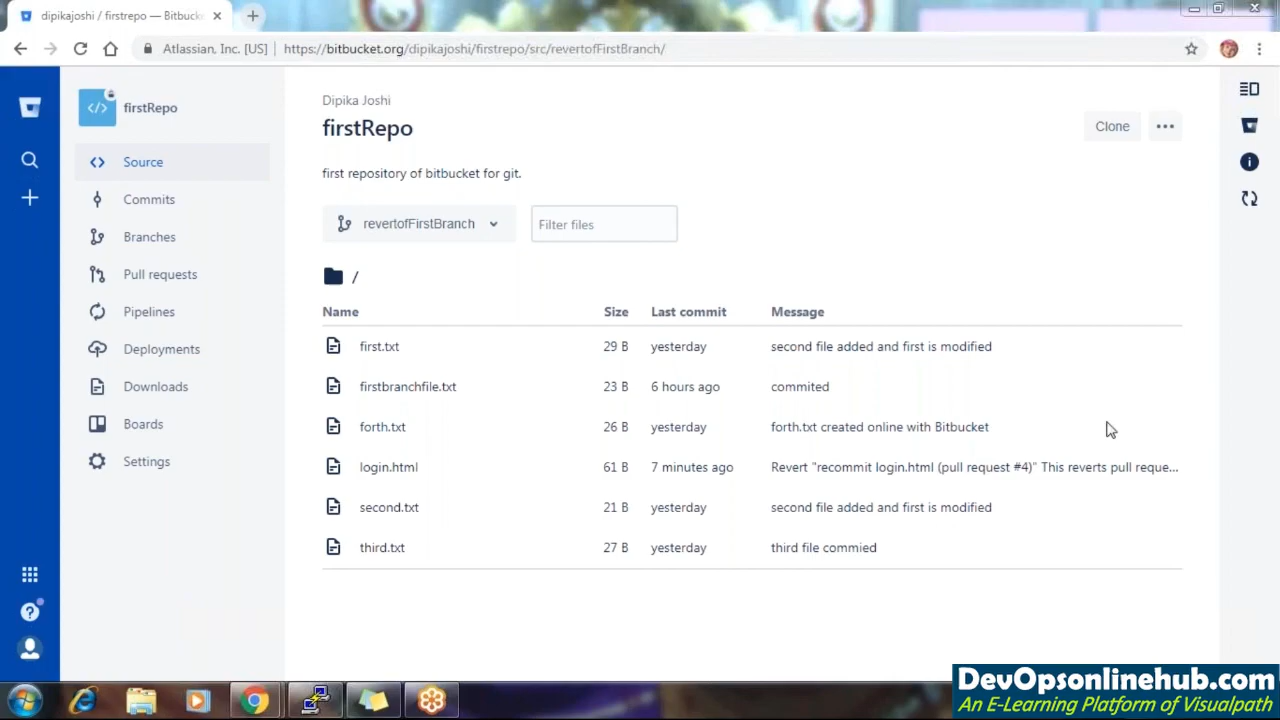 dipikajoshi / firstrepo — Bitbucke
Atlassian, Inc. [US]
https://bitbucket.org/dipikajoshi/firstrepo/src/revertofFirstBranch/
firstRepo
Source
Commits
Branches
Pull requests
Pipelines
Deployments
Downloads
Boards
Settings
Dipika Joshi
firstRepo
Clone
first repository of bitbucket for git.
revertofFirstBranch
Filter files
/
Name Size Last commit Message
first.txt 29 B yesterday second file added and first is modified
firstbranchfile.txt 23 B 6 hours ago commited
forth.txt 26 B yesterday forth.txt created online with Bitbucket
login.html 61 B 7 minutes ago Revert "recommit login.html (pull request #4)" This reverts pull reque...
second.txt 21 B yesterday second file added and first is modified
third.txt 27 B yesterday third file commied
DevOpsonlinehub.com
An E-Learning Platform of Visualpath